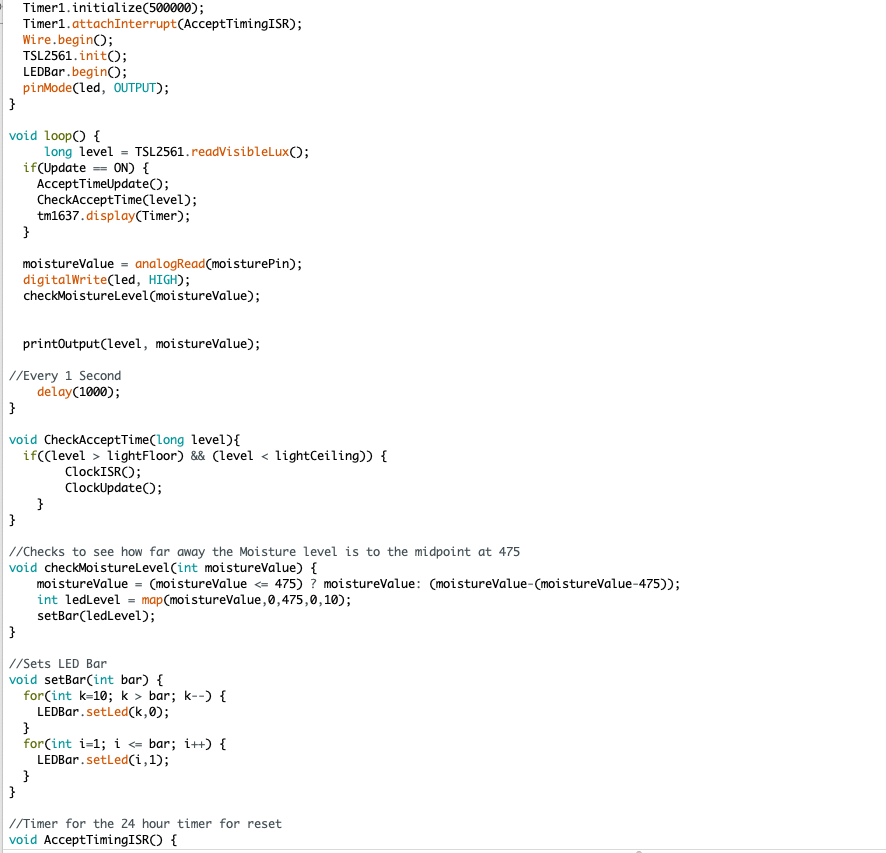 Timer1.initialize(500000);
  Timer1.attachInterrupt(AcceptTimingISR);
  Wire.begin();
  TSL2561.init();
  LEDBar.begin();
  pinMode(led, OUTPUT);
}

void loop() {
     long level = TSL2561.readVisibleLux();
  if(Update == ON) {
    AcceptTimeUpdate();
    CheckAcceptTime(level);
    tm1637.display(Timer);
  }

  moistureValue = analogRead(moisturePin);
  digitalWrite(led, HIGH);
  checkMoistureLevel(moistureValue);


  printOutput(level, moistureValue);

//Every 1 Second
    delay(1000);
}

void CheckAcceptTime(long level){
  if((level > lightFloor) && (level < lightCeiling)) {
        ClockISR();
        ClockUpdate();
    }
}

//Checks to see how far away the Moisture level is to the midpoint at 475
void checkMoistureLevel(int moistureValue) {
    moistureValue = (moistureValue <= 475) ? moistureValue: (moistureValue-(moistureValue-475));
    int ledLevel = map(moistureValue,0,475,0,10);
    setBar(ledLevel);
}

//Sets LED Bar
void setBar(int bar) {
  for(int k=10; k > bar; k--) {
    LEDBar.setLed(k,0);
  }
  for(int i=1; i <= bar; i++) {
    LEDBar.setLed(i,1);
  }
}

//Timer for the 24 hour timer for reset
void AcceptTimingISR() {